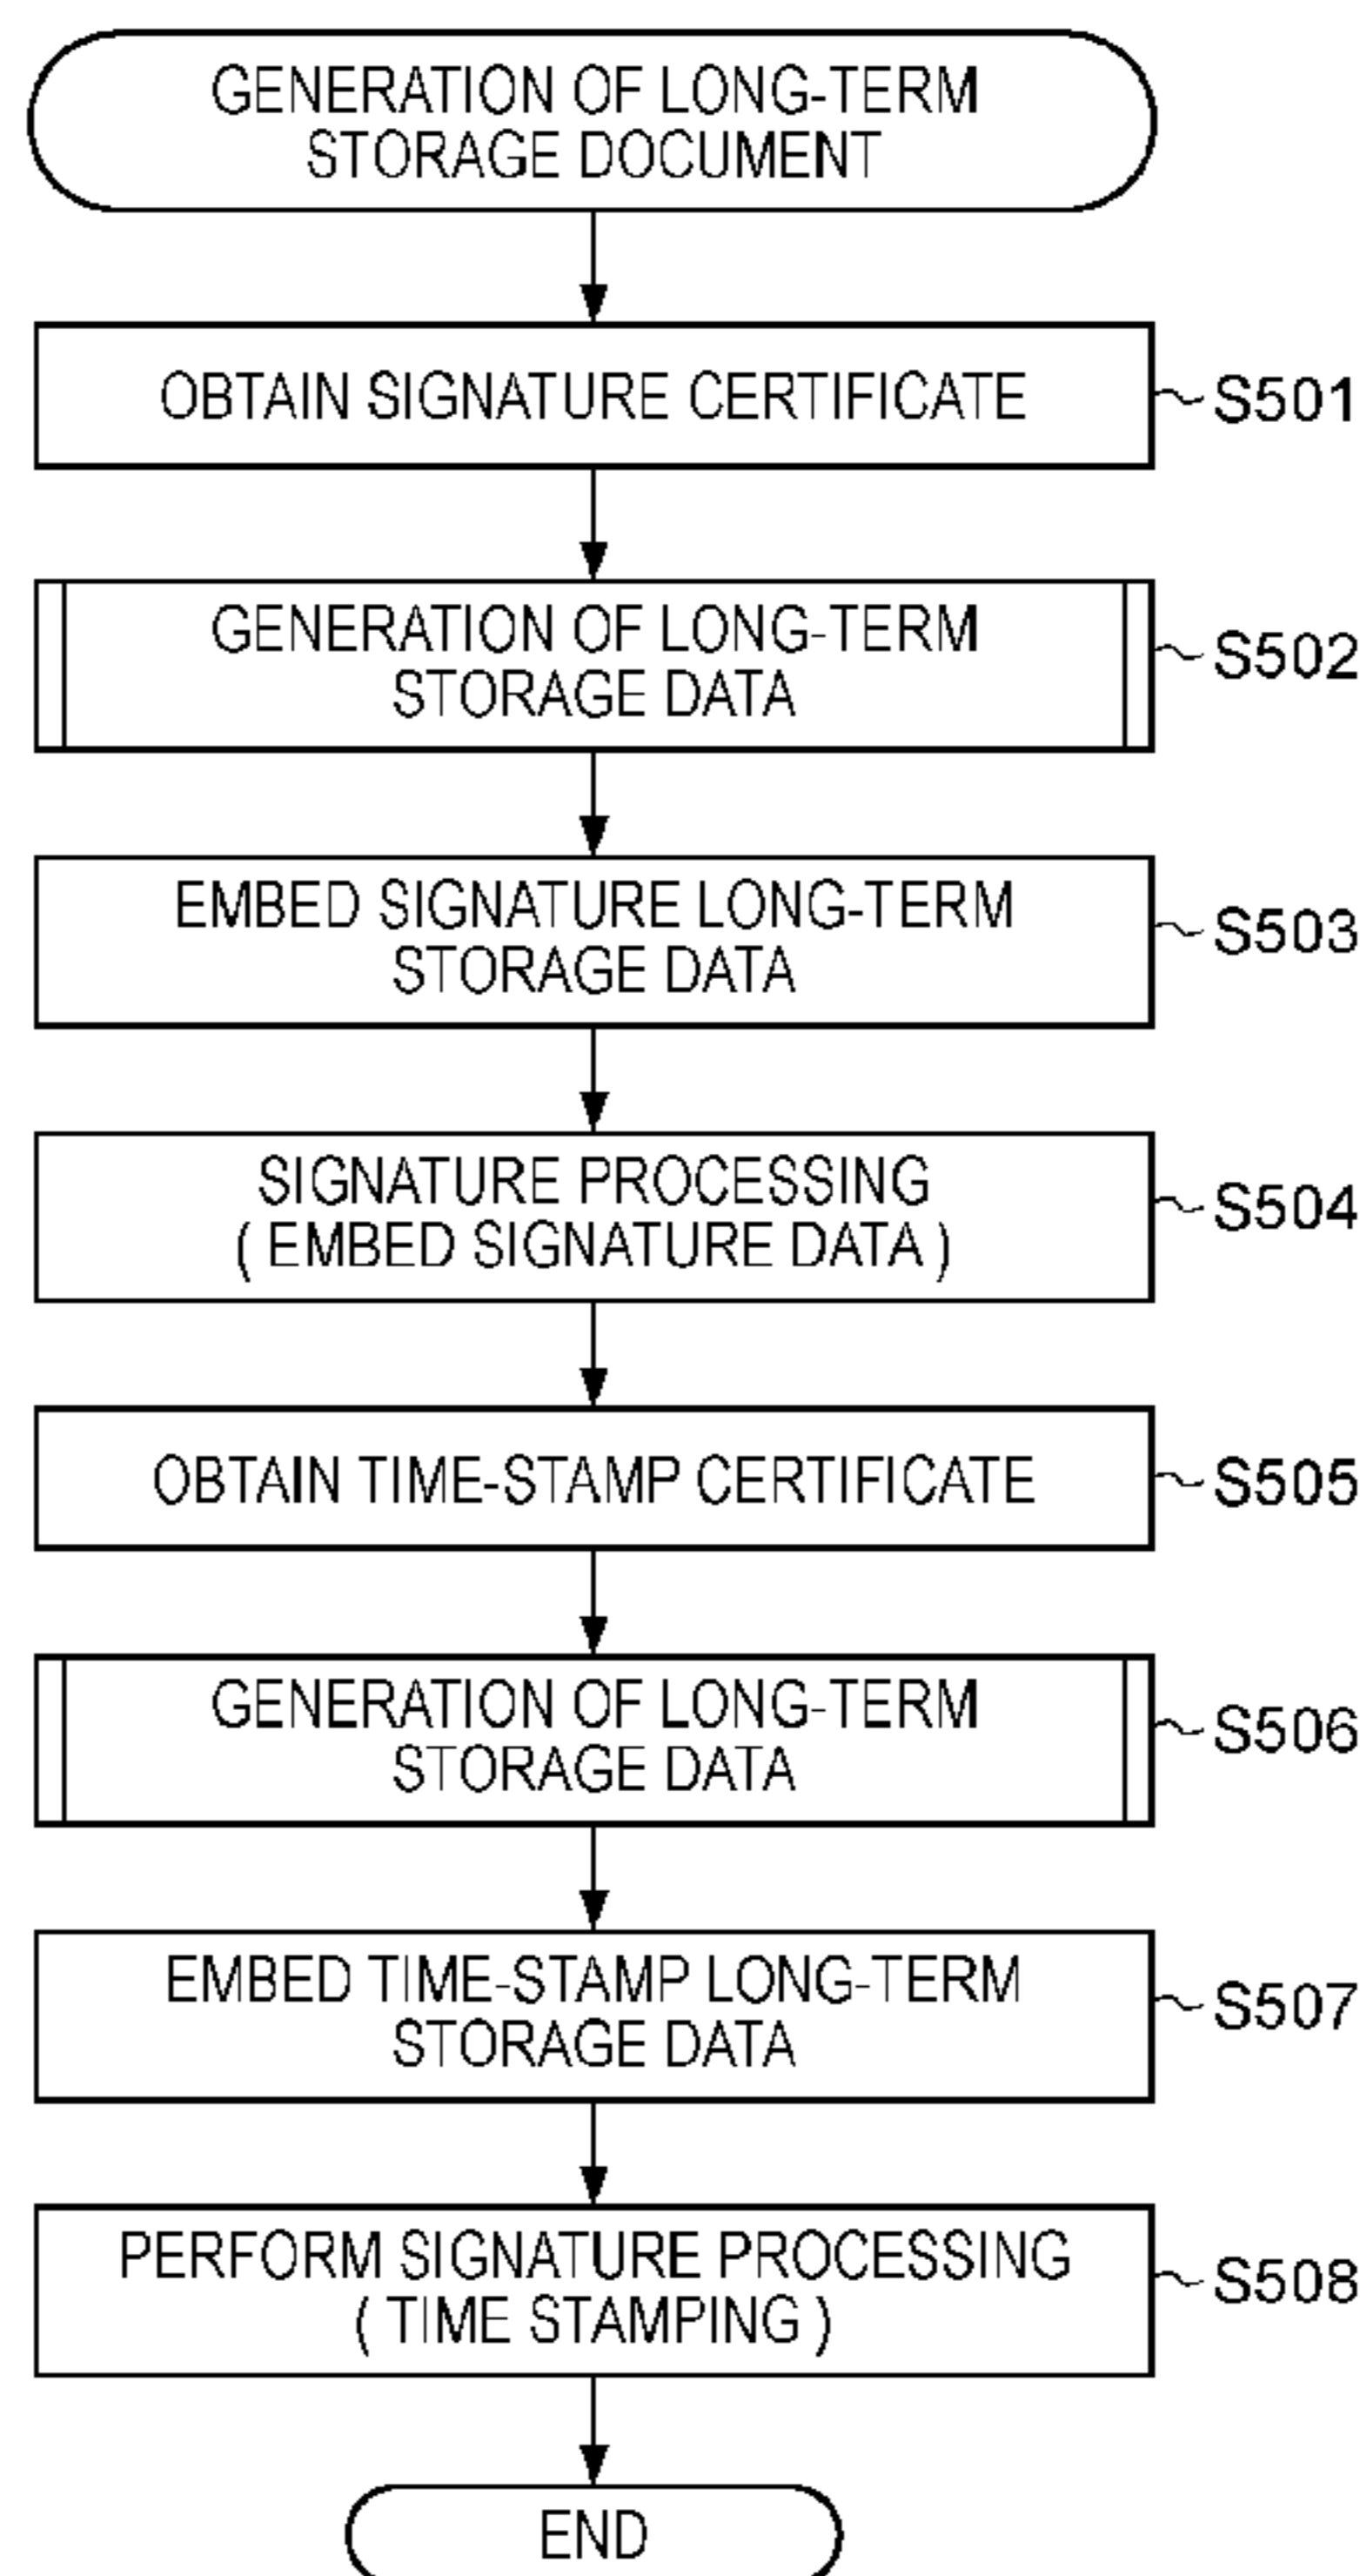 GENERATION OF LONG-TERM
STORAGE DOCUMENT
OBTAIN SIGNATURE CERTIFICATE
S501
GENERATION OF LONG-TERM
STORAGE DATA
S502
EMBED SIGNATURE LONG-TERM
STORAGE DATA
S503
SIGNATURE PROCESSING
( EMBED SIGNATURE DATA )
S504
OBTAIN TIME-STAMP CERTIFICATE
S505
GENERATION OF LONG-TERM
STORAGE DATA
S506
EMBED TIME-STAMP LONG-TERM
STORAGE DATA
S507
PERFORM SIGNATURE PROCESSING
( TIME STAMPING )
S508
END